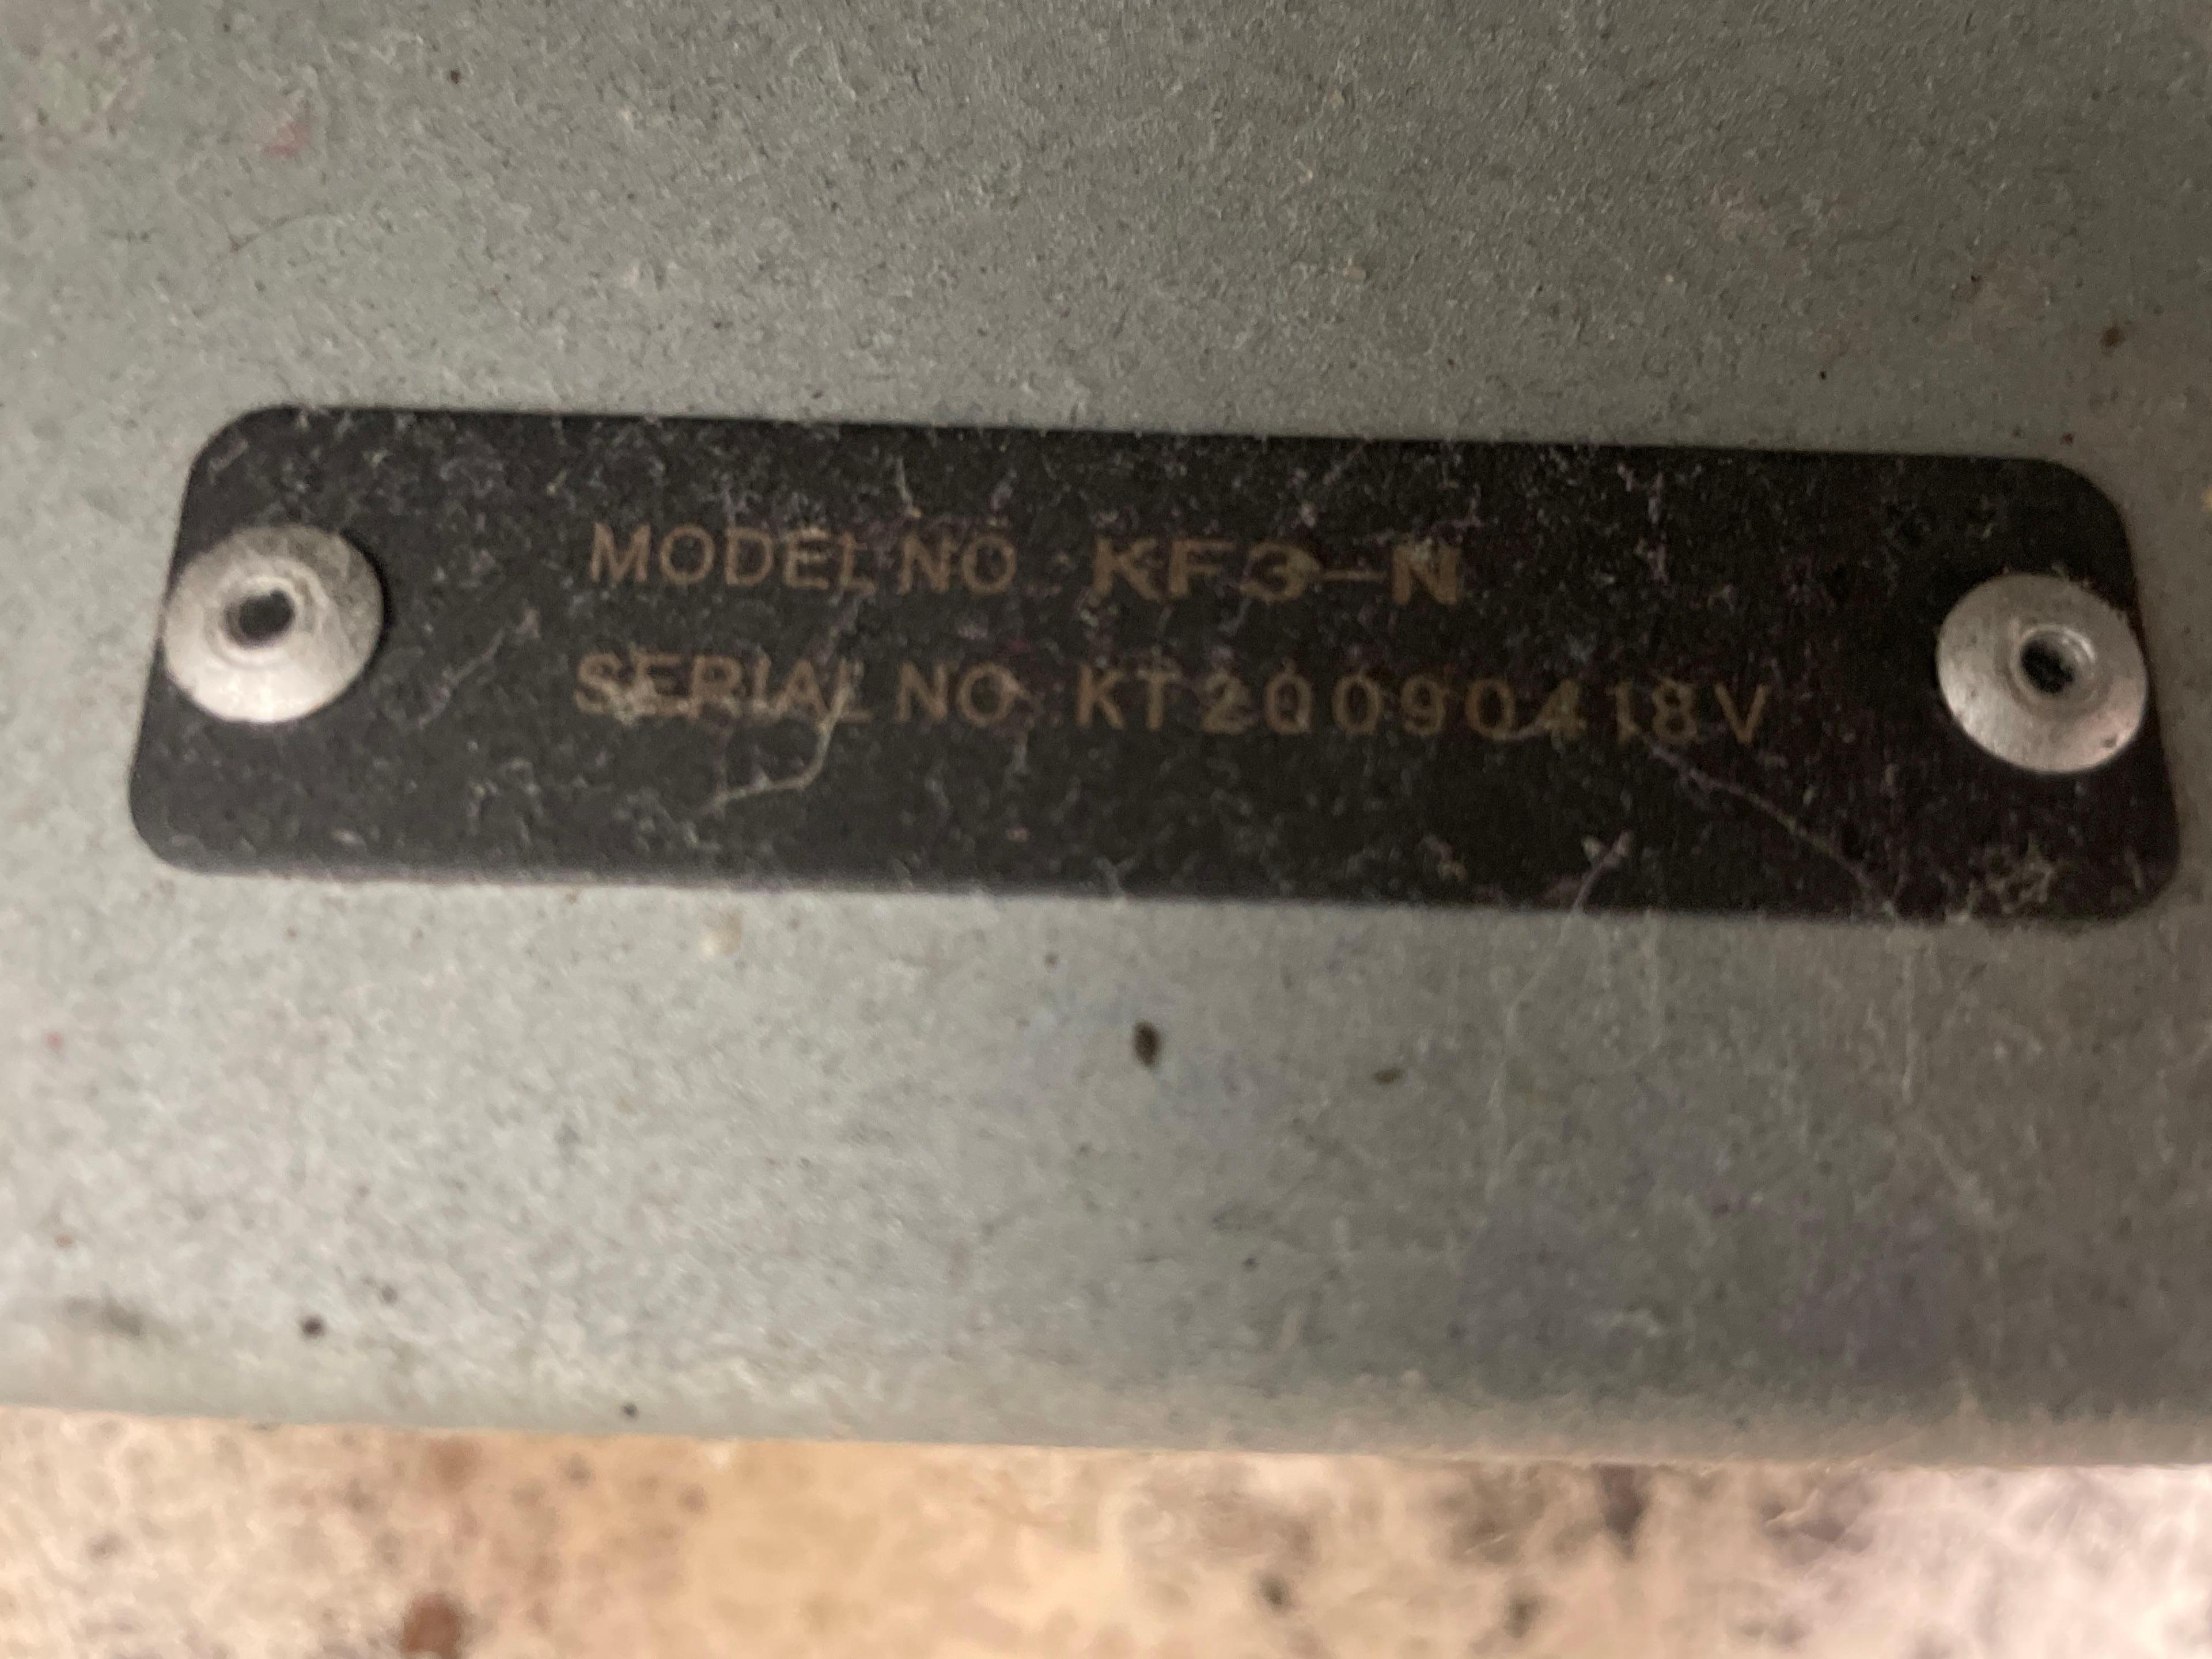 MODEL NO. KF3-N
SERIAL NO. KT20090418V